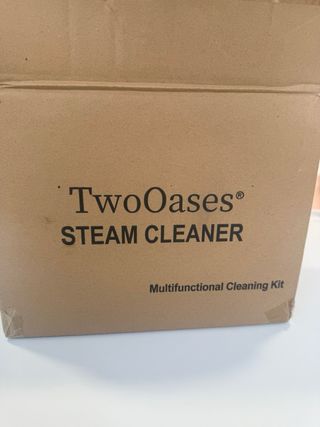 TwoOases®
STEAM CLEANER
Multifunctional Cleaning Kit